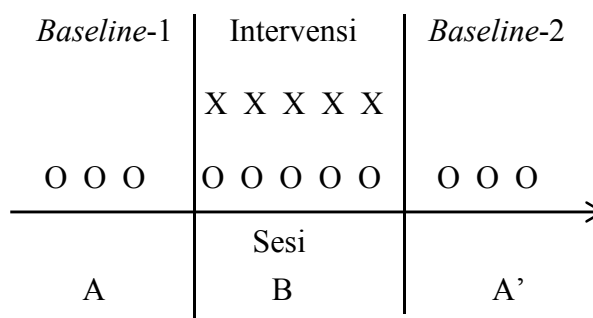 Baseline-1 Intervensi Baseline-2
X X X X X
O O O O O O O O O O O
Sesi
A B A’